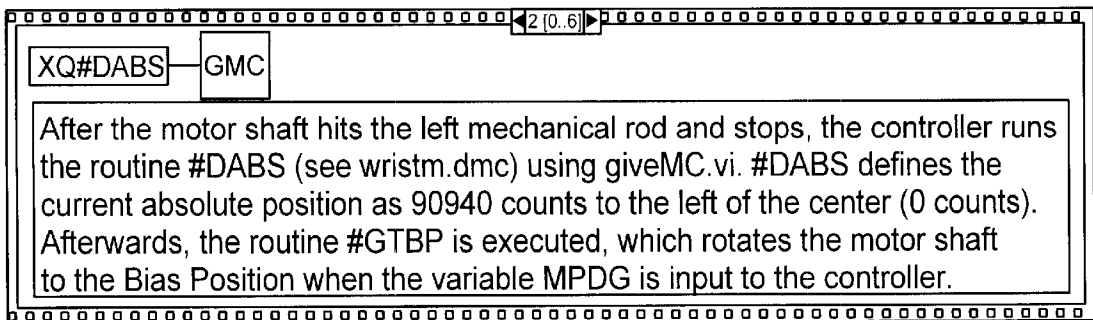 2 [0..6]
XQ#DABS GMC
After the motor shaft hits the left mechanical rod and stops, the controller runs
the routine #DABS (see wristm.dmc) using giveMC.vi. #DABS defines the
current absolute position as 90940 counts to the left of the center (0 counts).
Afterwards, the routine #GTBP is executed, which rotates the motor shaft
to the Bias Position when the variable MPDG is input to the controller.